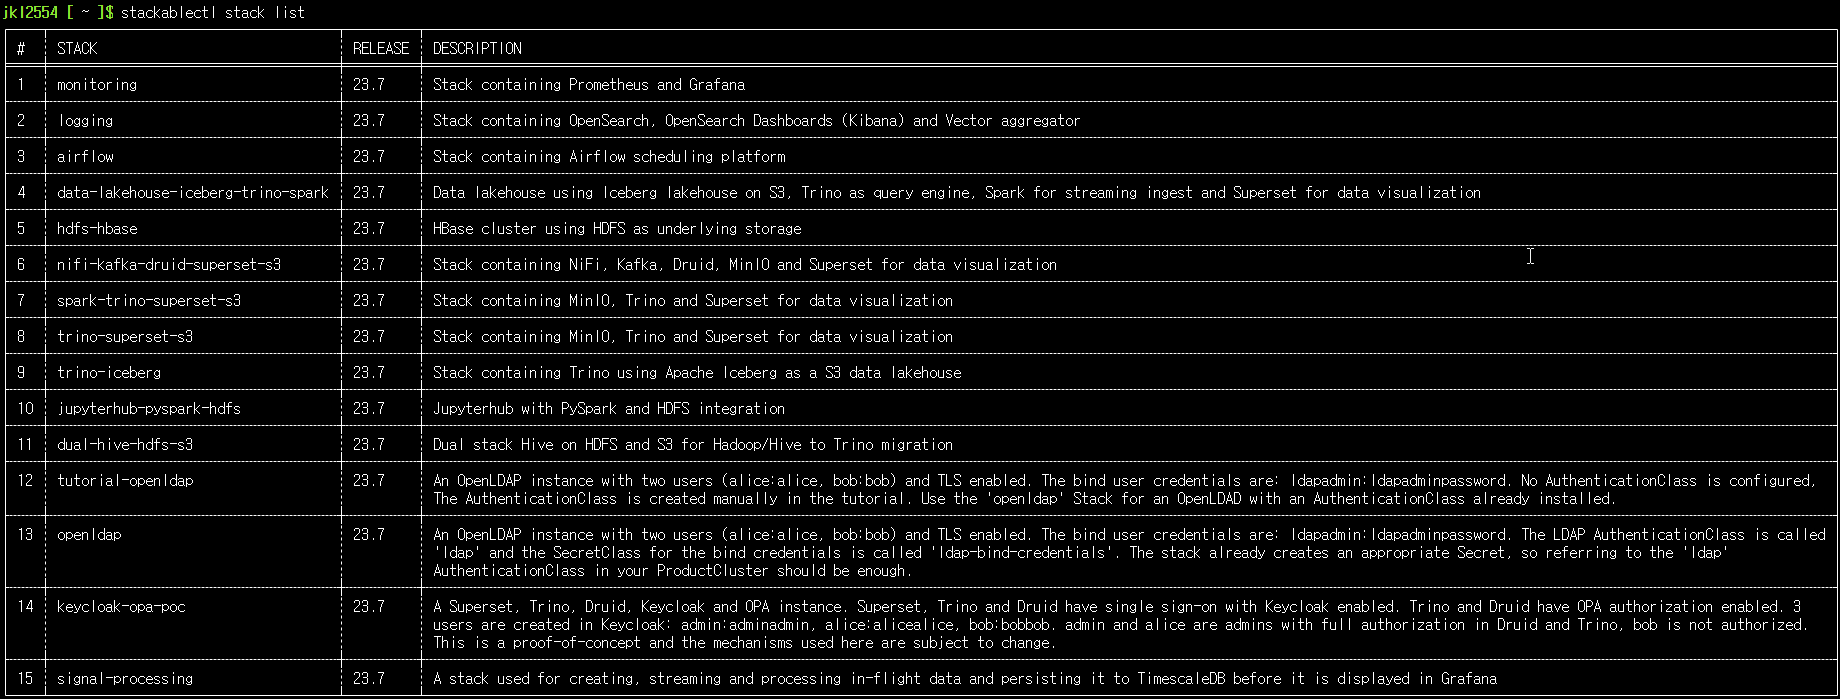 jkl2554 [ ~ ]$ stackablectl stack list
# STACK RELEASE DESCRIPTION
1 monitoring 23.7 Stack containing Prometheus and Grafana
2 logging 23.7 Stack containing OpenSearch, OpenSearch Dashboards (Kibana) and Vector aggregator
3 airflow 23.7 Stack containing Airflow scheduling platform
4 data-lakehouse-iceberg-trino-spark 23.7 Data lakehouse using Iceberg lakehouse on S3, Trino as query engine, Spark for streaming ingest and Superset for data visualization
5 hdfs-hbase 23.7 HBase cluster using HDFS as underlying storage
6 nifi-kafka-druid-superset-s3 23.7 Stack containing NiFi, Kafka, Druid, MinIO and Superset for data visualization
7 spark-trino-superset-s3 23.7 Stack containing MinIO, Trino and Superset for data visualization
8 trino-superset-s3 23.7 Stack containing MinIO, Trino and Superset for data visualization
9 trino-iceberg 23.7 Stack containing Trino using Apache Iceberg as a S3 data lakehouse
10 jupyterhub-pyspark-hdfs 23.7 Jupyterhub with PySpark and HDFS integration
11 dual-hive-hdfs-s3 23.7 Dual stack Hive on HDFS and S3 for Hadoop/Hive to Trino migration
12 tutorial-openldap 23.7 An OpenLDAP instance with two users (alice:alice, bob:bob) and TLS enabled. The bind user credentials are: ldapadmin:ldapadminpassword. No AuthenticationClass is configured,
The AuthenticationClass is created manually in the tutorial. Use the 'openldap' Stack for an OpenLDAD with an AuthenticationClass already installed.
13 openldap 23.7 An OpenLDAP instance with two users (alice:alice, bob:bob) and TLS enabled. The bind user credentials are: ldapadmin:ldapadminpassword. The LDAP AuthenticationClass is called
'ldap' and the SecretClass for the bind credentials is called 'ldap-bind-credentials'. The stack already creates an appropriate Secret, so referring to the 'ldap'
AuthenticationClass in your ProductCluster should be enough.
14 keycloak-opa-poc 23.7 A Superset, Trino, Druid, Keycloak and OPA instance. Superset, Trino and Druid have single sign-on with Keycloak enabled. Trino and Druid have OPA authorization enabled. 3
users are created in Keycloak: admin:adminadmin, alice:alicealice, bob:bobbob. admin and alice are admins with full authorization in Druid and Trino, bob is not authorized.
This is a proof-of-concept and the mechanisms used here are subject to change.
15 signal-processing 23.7 A stack used for creating, streaming and processing in-flight data and persisting it to TimescaleDB before it is displayed in Grafana